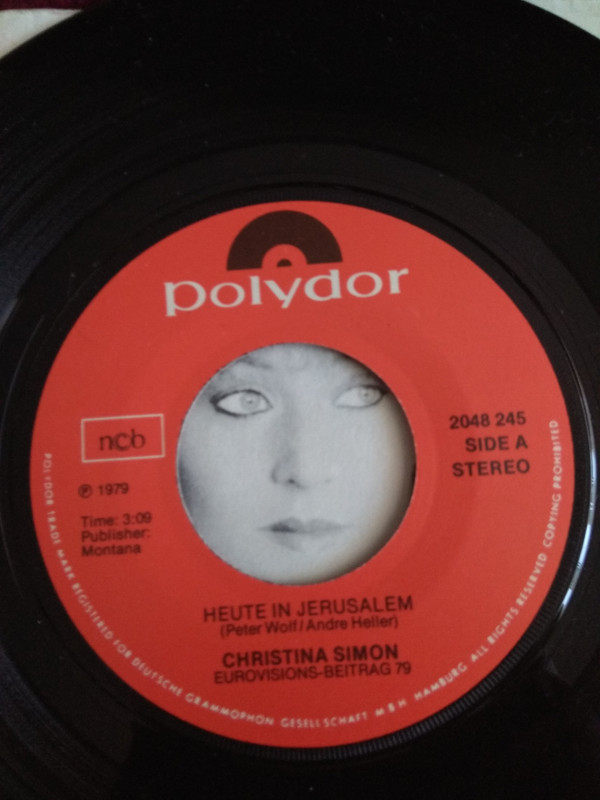 polydor
ncb
℗ 1979
Time: 3:09
Publisher:
Montana
2048 245
SIDE A
STEREO
HEUTE IN JERUSALEM
(Peter Wolf/Andre Heller)
CHRISTINA SIMON
EUROVISIONS-BEITRAG 79
POLYDOR TRADE MARK REGISTERED FOR DEUTSCHE GRAMMOPHON GESELLSCHAFT MBH HAMBURG ALL RIGHTS RESERVED COPYING PROHIBITED